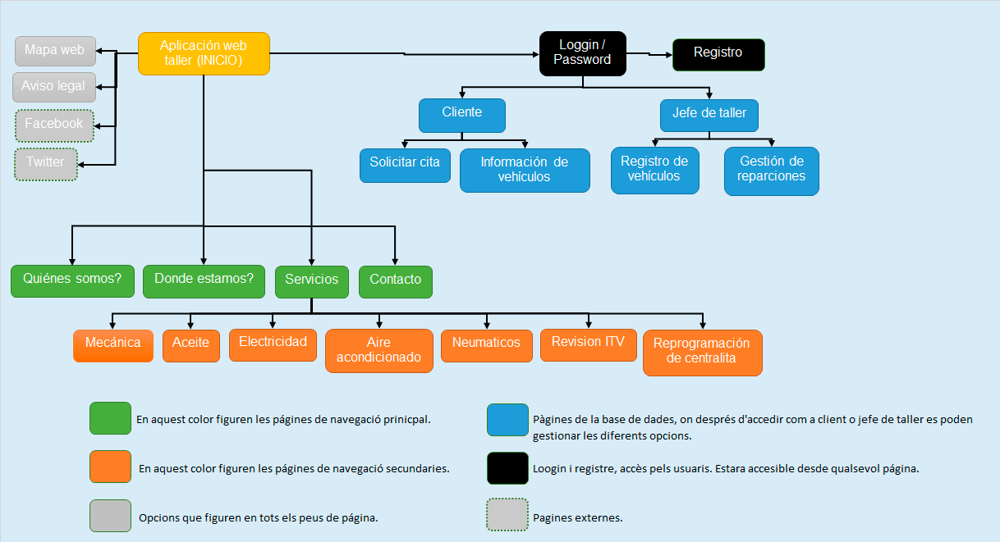 Mapa web
Aviso legal
Facebook
Twitter
Aplicación web
taller (INICIO)
Loggin /
Password
Registro
Cliente
Jefe de taller
Solicitar cita
Información de
vehículos
Registro de
vehículos
Gestión de
reparciones
Quiénes somos?
Donde estamos?
Servicios
Contacto
Mecánica
Aceite
Electricidad
Aire
acondicionado
Neumaticos
Revision ITV
Reprogramación
de centralita
En aquest color figuren les págines de navegació prinicpal.
En aquest color figuren les págines de navegació secundaries.
Opcions que figuren en tots els peus de página.
Pàgines de la base de dades, on després d'accedir com a client o jefe de taller es poden
gestionar les diferents opcions.
Loogin i registre, accès pels usuaris. Estara accesible desde qualsevol página.
Pagines externes.